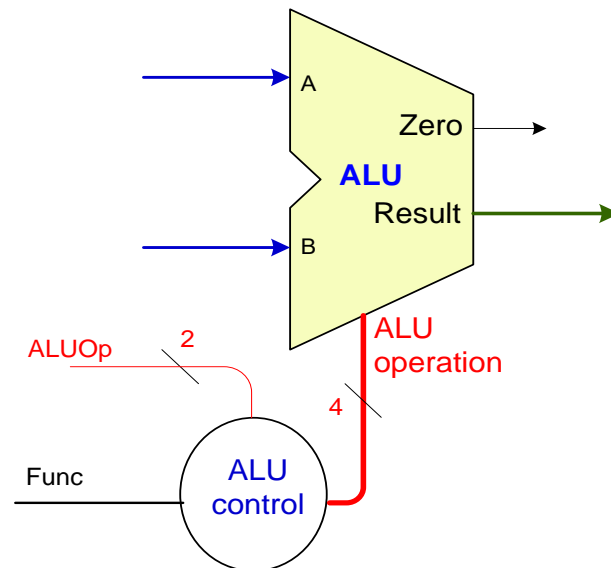 A
Zero
ALU
Result
B
ALU
operation
2
ALUOp
4
Func
ALU
control